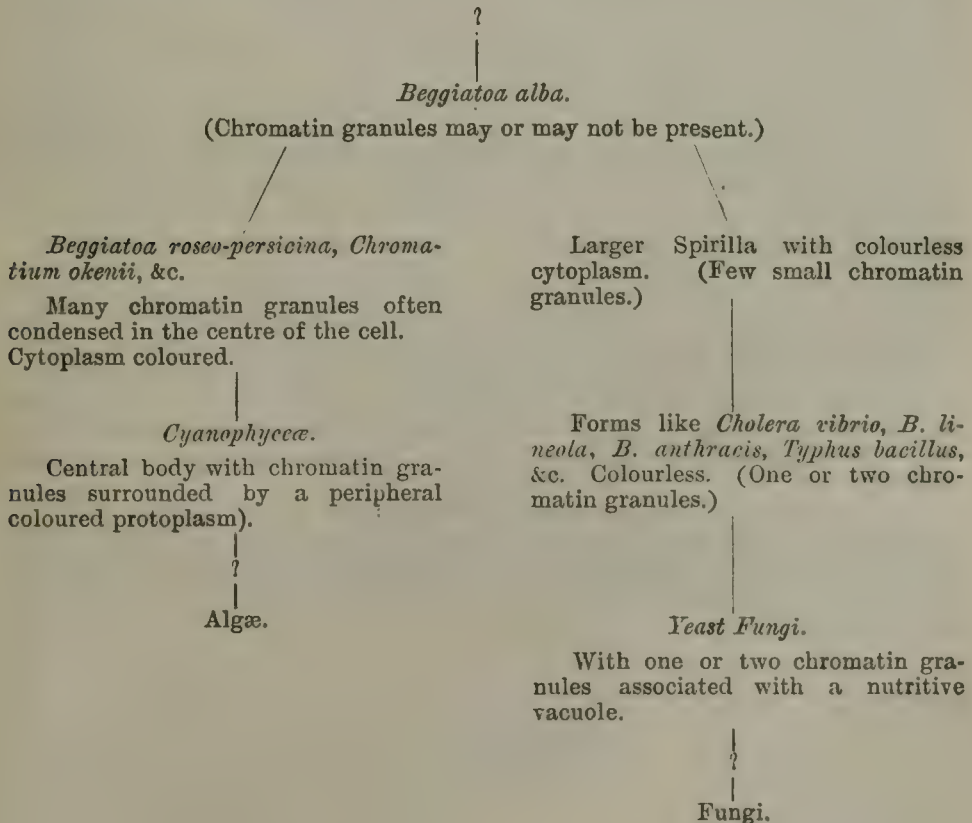 ?
Beggiatoa alba.
(Chromatin granules may or may not be present.)
Beggiatoa roseo-persicina, Chroma-
tium okenii, &c.
Many chromatin granules often
condensed in the centre of the cell.
Cytoplasm coloured.
Cyanophyceæ.
Central body with chromatin gra-
nules surrounded by a peripheral
coloured protoplasm).
?
Algæ.
Larger Spirilla with colourless
cytoplasm. (Few small chromatin
granules.)
Forms like Cholera vibrio, B. li-
neola, B. anthracis, Typhus bacillus,
&c. Colourless. (One or two chro-
matin granules.)
Yeast Fungi.
With one or two chromatin gra-
nules associated with a nutritive
vacuole.
?
Fungi.